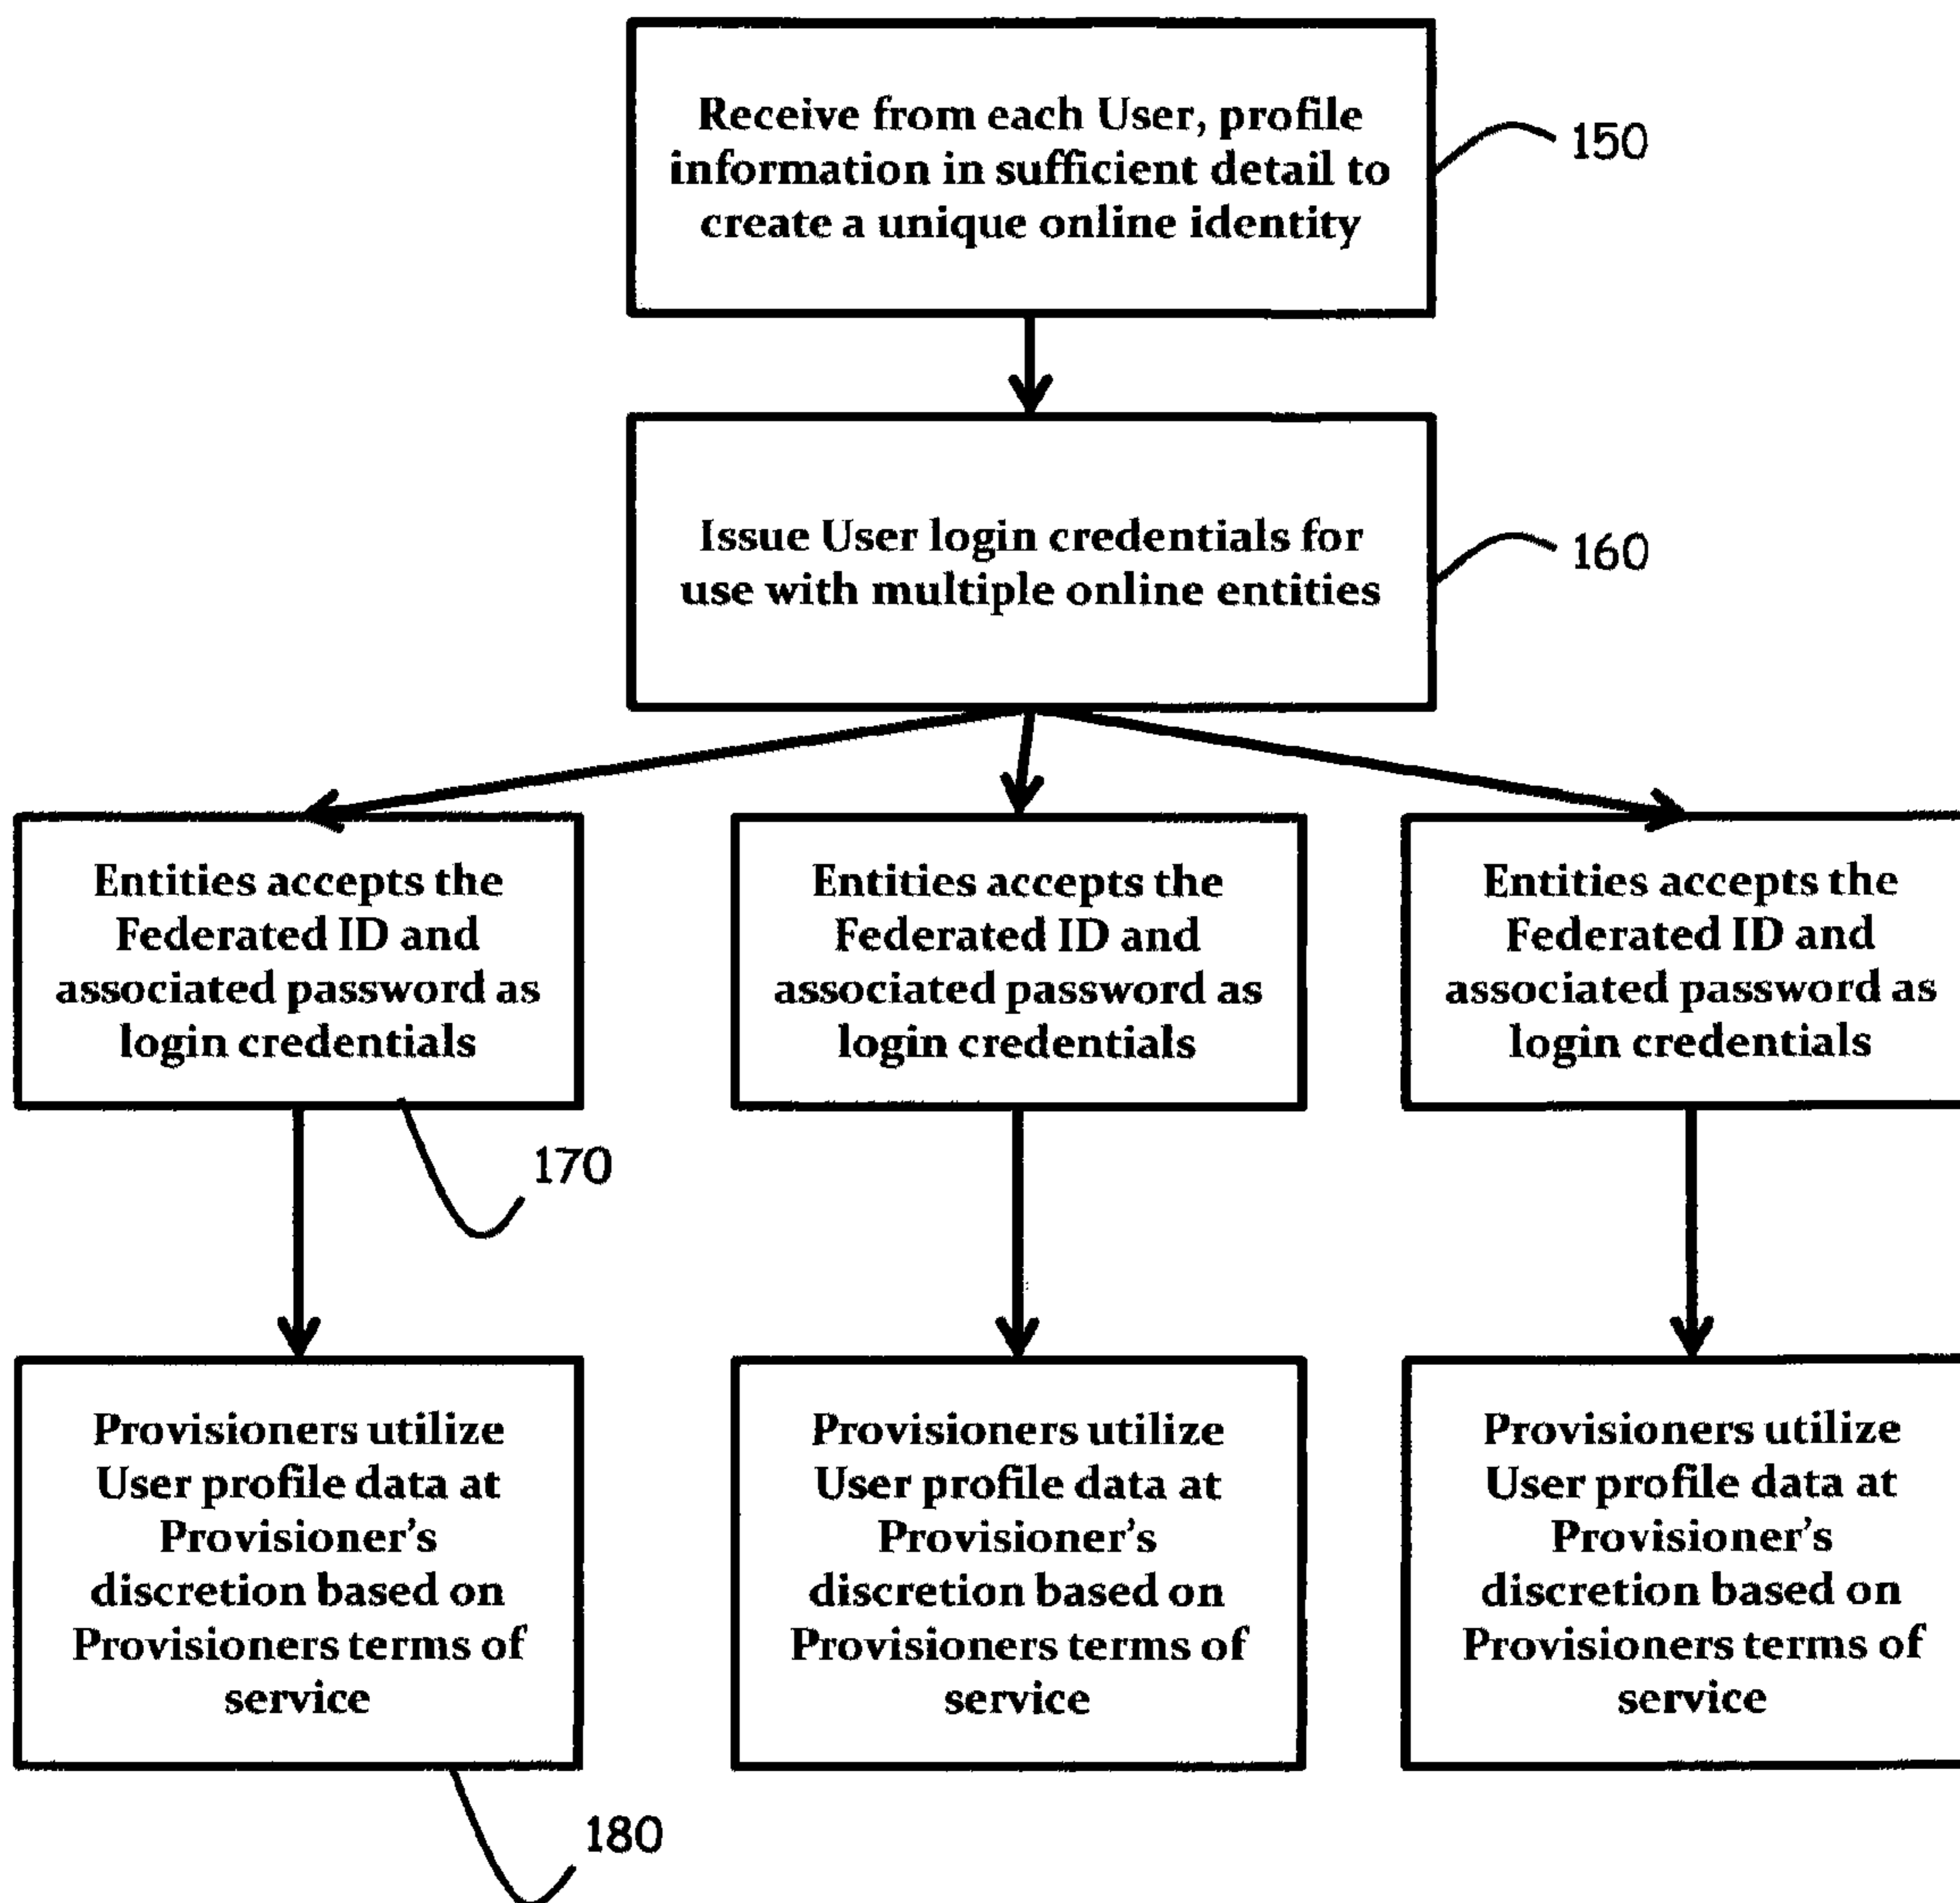 Receive from each User, profile
information in sufficient detail to
create a unique online identity
150
Issue User login credentials for
use with multiple online entities
160
Entities accepts the
Federated ID and
associated password as
login credentials
170
Entities accepts the
Federated ID and
associated password as
login credentials
Entities accepts the
Federated ID and
associated password as
login credentials
Provisioners utilize
User profile data at
Provisioner's
discretion based on
Provisioners terms of
service
180
Provisioners utilize
User profile data at
Provisioner's
discretion based on
Provisioners terms of
service
Provisioners utilize
User profile data at
Provisioner's
discretion based on
Provisioners terms of
service